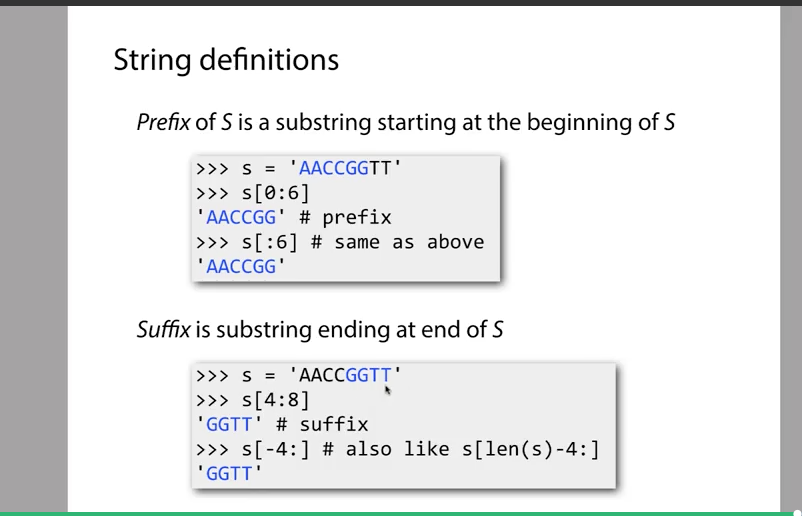 String definitions
Prefix of S is a substring starting at the beginning of S
>>> s = 'AACCGGTT'
>>> s[0:6]
'AACCGG' # prefix
>>> s[:6] # same as above
'AACCGG'
Suffix is substring ending at end of S
>>> s = 'AACCGGTT'
>>> s[4:8]
'GGTT' # suffix
>>> s[-4:] # also like s[len(s)-4:]
'GGTT'